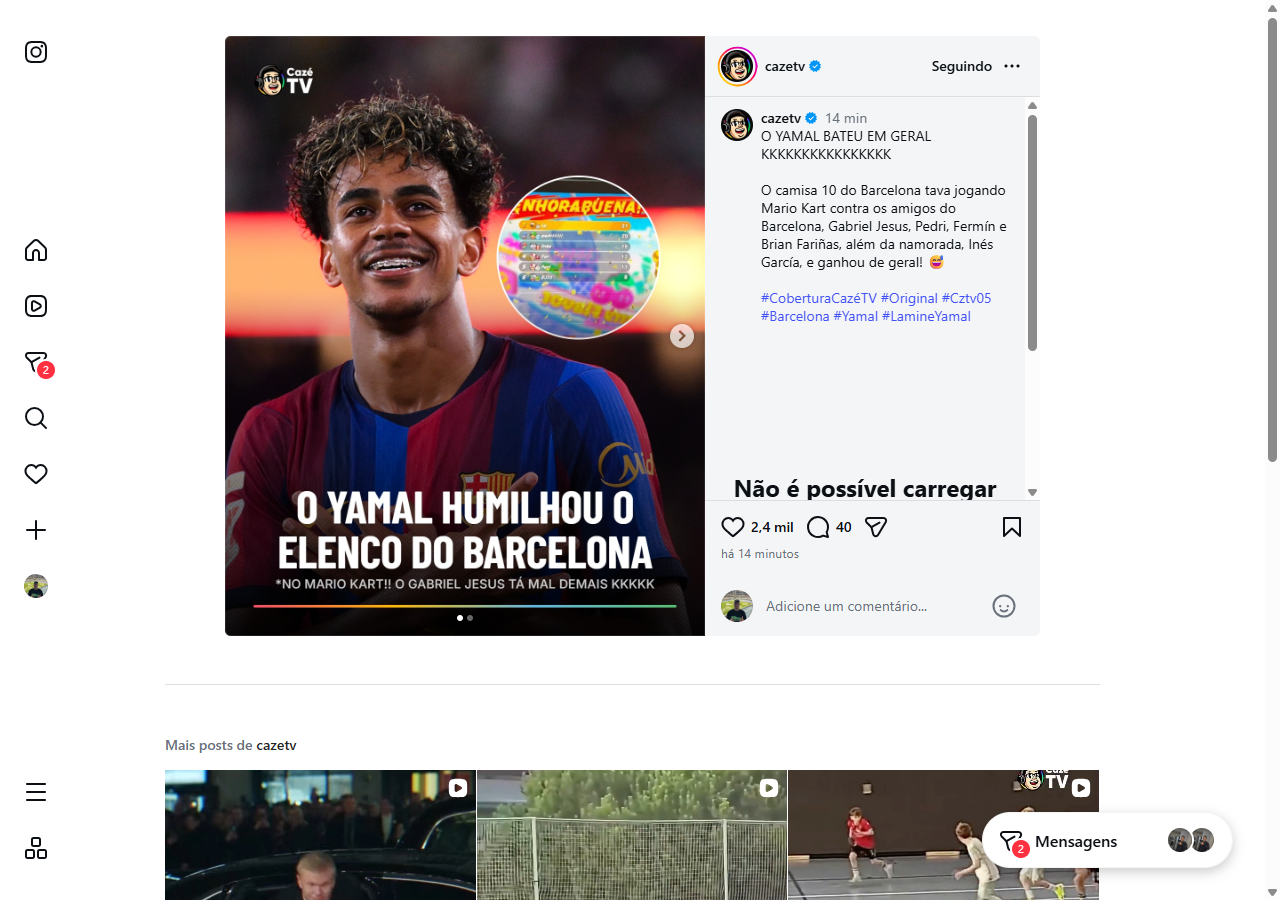 Cazé
TV
NHORABUENA!
Mid
O YAMAL HUMILHOU O
ELENCO DO BARCELONA
*NO MARIO KART!! O GABRIEL JESUS TÁ MAL DEMAIS KKKKK
cazetv
Seguindo
cazetv 14 min
O YAMAL BATEU EM GERAL
KKKKKKKKKKKKKKKK
O camisa 10 do Barcelona tava jogando
Mario Kart contra os amigos do
Barcelona, Gabriel Jesus, Pedri, Fermín e
Brian Fariñas, além da namorada, Inés
García, e ganhou de geral! 😅
#CoberturaCazéTV #Original #Cztv05
#Barcelona #Yamal #LamineYamal
Não é possível carregar
2,4 mil 40
há 14 minutos
Adicione um comentário...
2
Mais posts de cazetv
Cazé
TV
2
Mensagens